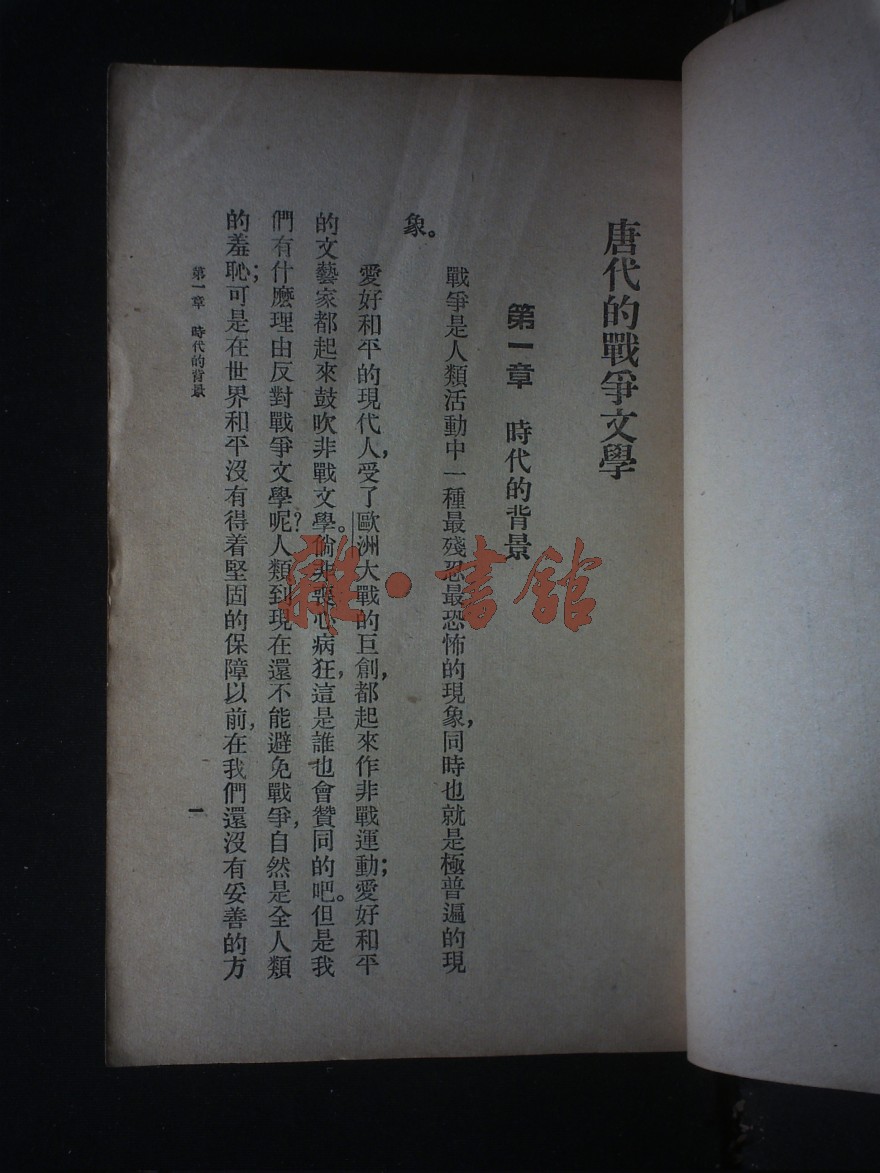 唐代的戰爭文學
第一章　時代的背景
戰爭是人類活動中一種最殘忍最恐怖的現象，同時也就是極普遍的現
象。
愛好和平的現代人，受了歐洲大戰的巨創，都起來作非戰運動；愛好和平
的文藝家都起來鼓吹非戰文學。倘非喪心病狂，這是誰也會贊同的吧。但是我
們有什麽理由反對戰爭文學呢？人類到現在還不能避免戰爭，自然是全人類
的羞恥；可是在世界和平沒有得着堅固的保障以前，在我們還沒有妥善的方
第一章　時代的背景
一
雜·書館